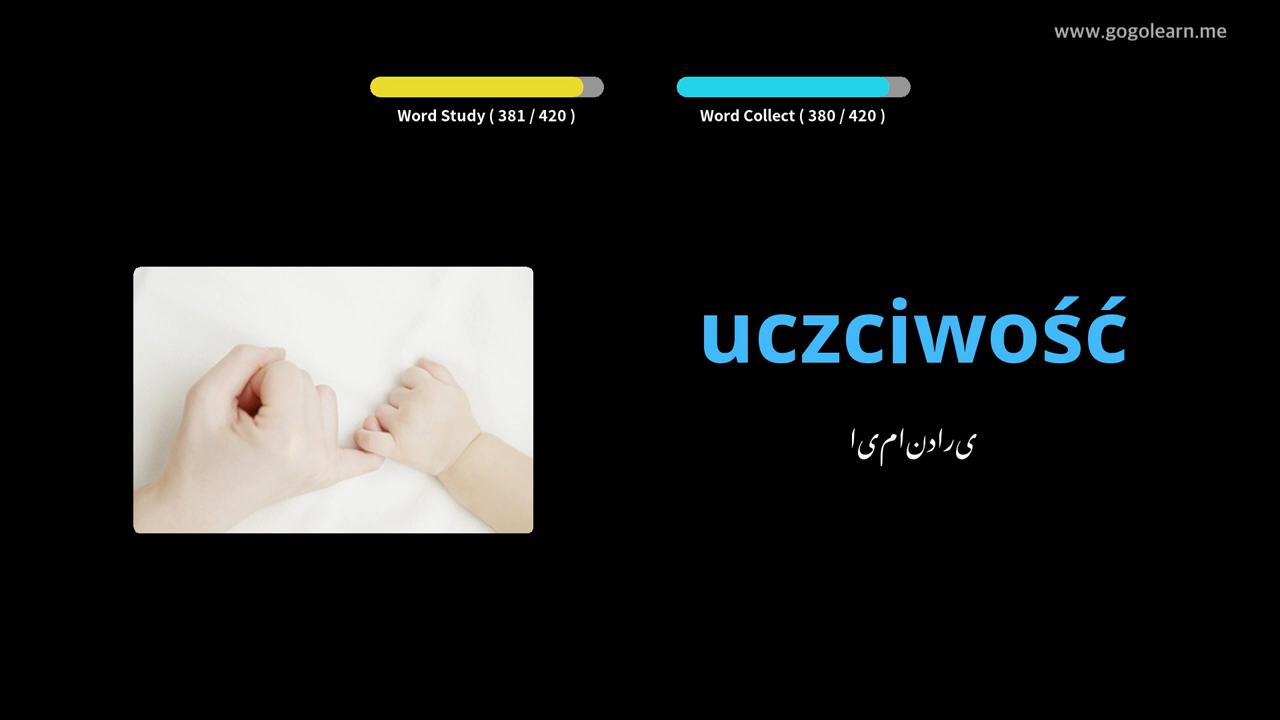 www.gogolearn.me
Word Study ( 381 / 420 )
Word Collect ( 380 / 420 )
uczciwość
ایمانداری